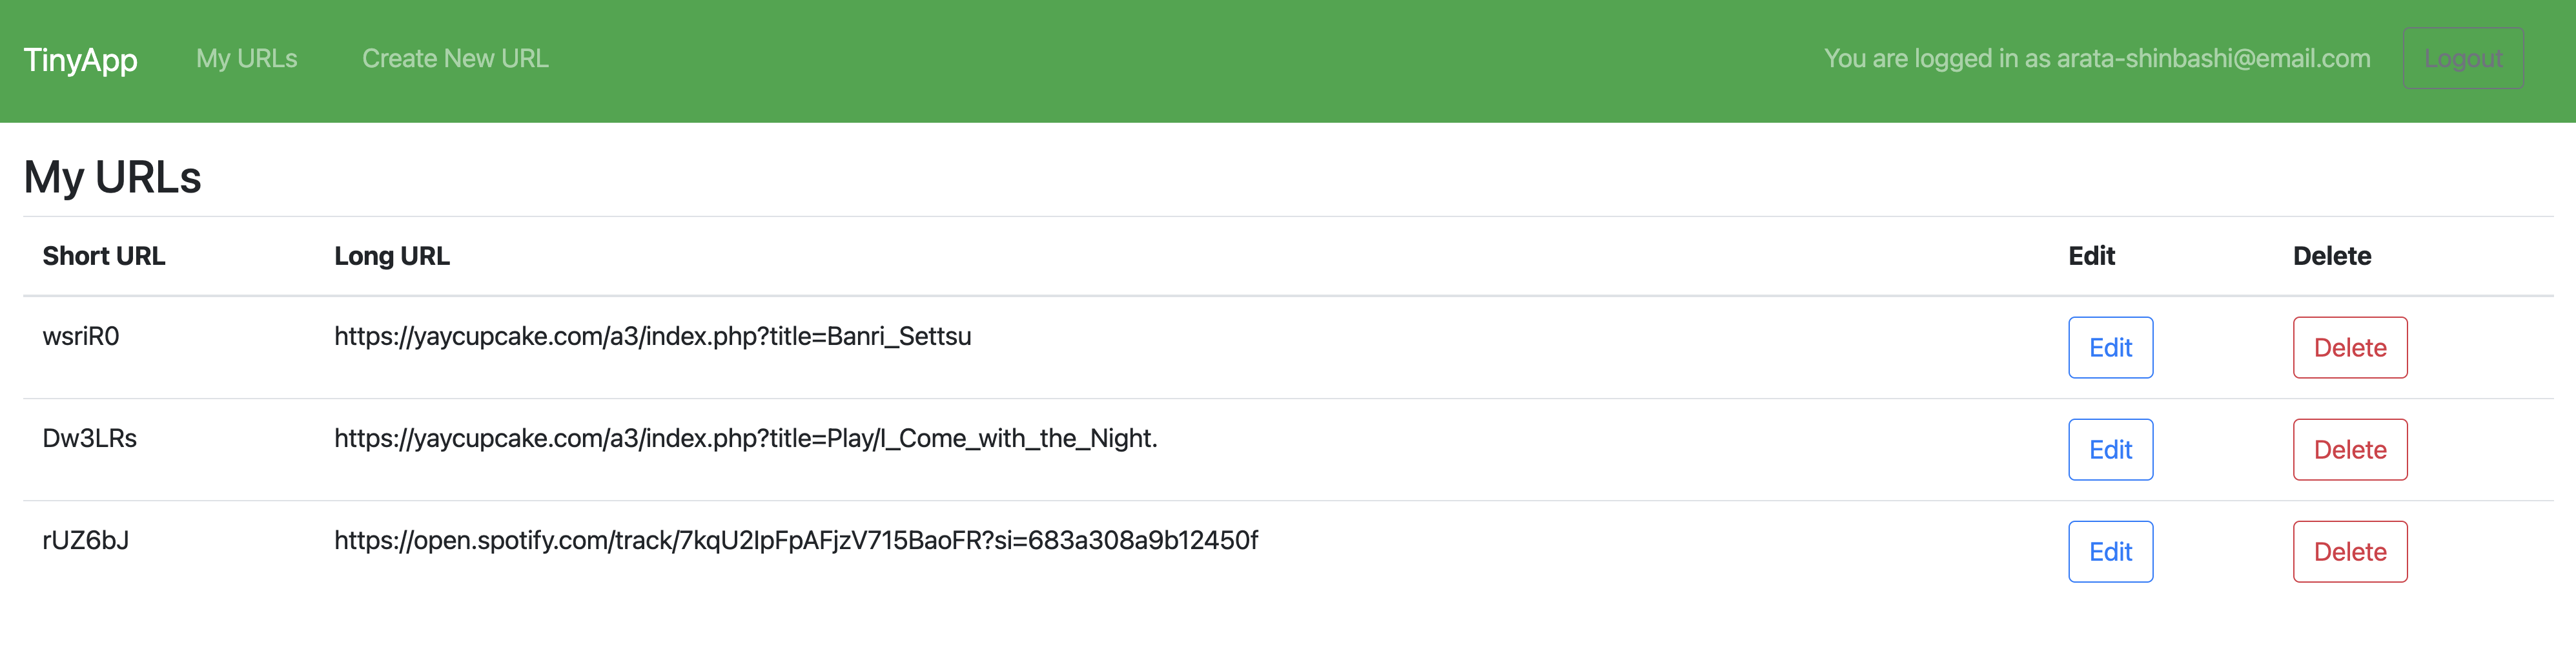 TinyApp My URLs Create New URL You are logged in as arata-shinbashi@email.com Logout
My URLs
Short URL Long URL Edit Delete
wsriR0 https://yaycupcake.com/a3/index.php?title=Banri_Settsu Edit Delete
Dw3LRs https://yaycupcake.com/a3/index.php?title=Play/I_Come_with_the_Night. Edit Delete
rUZ6bJ https://open.spotify.com/track/7kqU2IpFpAFjzV715BaoFR?si=683a308a9b12450f Edit Delete